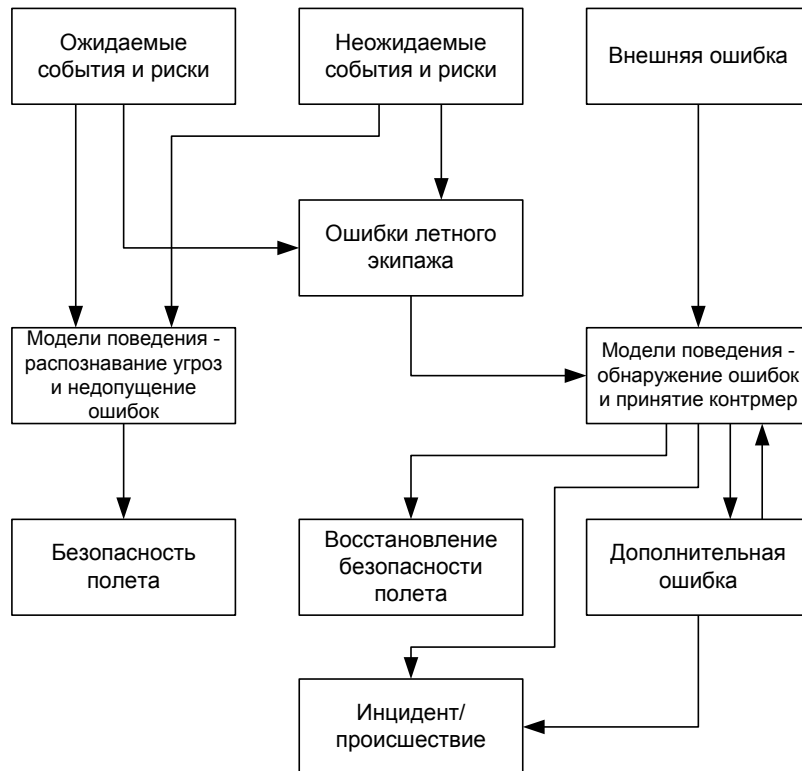 Ожидаемые
события и риски
Неожидаемые
события и риски
Внешняя ошибка
Ошибки летного
экипажа
Модели поведения -
распознавание угроз
и недопущение
ошибок
Модели поведения -
обнаружение ошибок
и принятие контрмер
Безопасность
полета
Восстановление
безопасности
полета
Дополнительная
ошибка
Инцидент/
происшествие